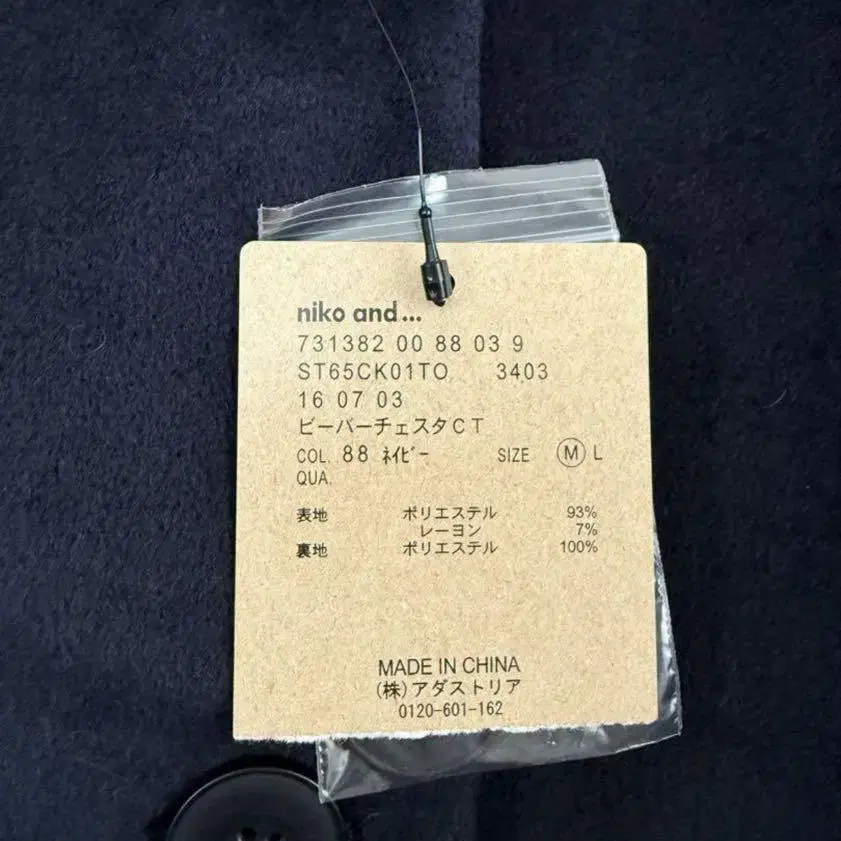 niko and...
731382 00 88 03 9
ST65CK01TO 3403
16 07 03
ビーバーチェスタCT
COL. 88 ﾈｲﾋﾞｰ SIZE Ⓜ L
QUA.
表地 ポリエステル 93%
レーヨン 7%
裏地 ポリエステル 100%
MADE IN CHINA
(株)アダストリア
0120-601-162